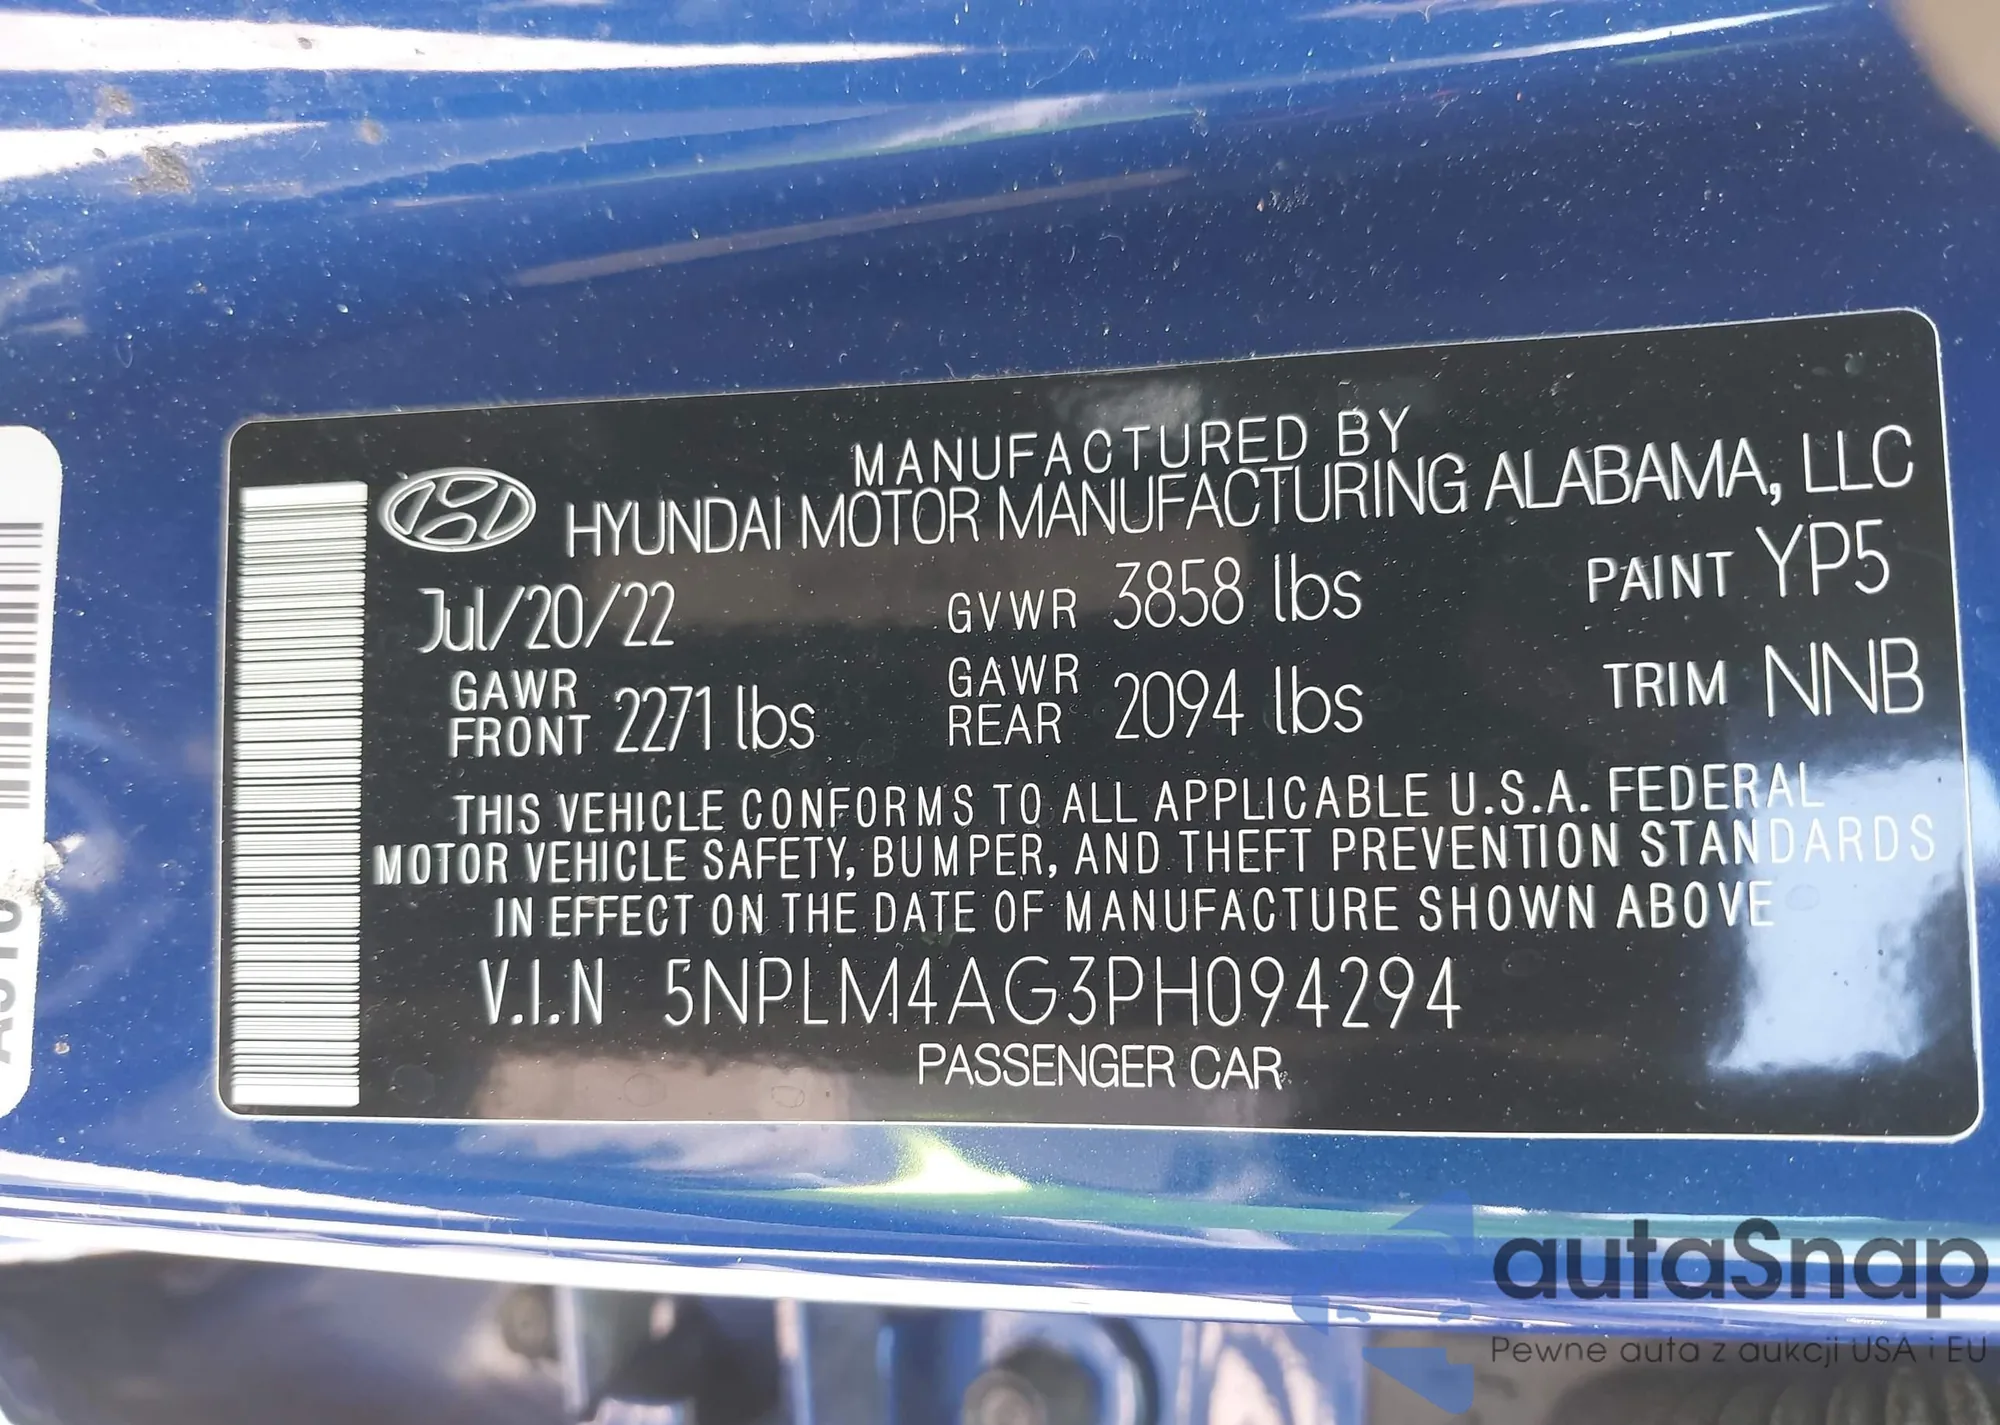 MANUFACTURED BY
HYUNDAI MOTOR MANUFACTURING ALABAMA, LLC
Jul/20/22 GVWR 3858 lbs PAINT YP5
GAWR FRONT 2271 lbs GAWR REAR 2094 lbs TRIM NNB
THIS VEHICLE CONFORMS TO ALL APPLICABLE U.S.A. FEDERAL
MOTOR VEHICLE SAFETY, BUMPER, AND THEFT PREVENTION STANDARDS
IN EFFECT ON THE DATE OF MANUFACTURE SHOWN ABOVE
V.I.N 5NPLM4AG3PH094294
PASSENGER CAR
autaSnap
Pewne auta z aukcji USA i EU